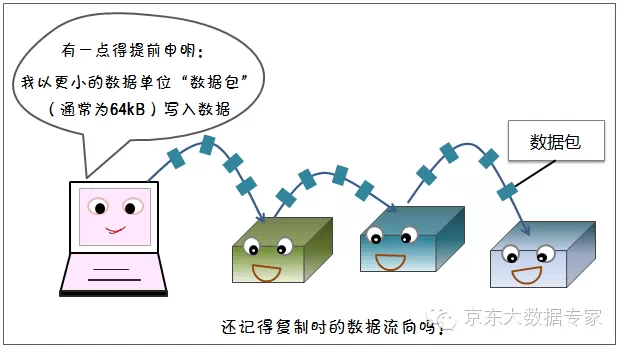 有一点得提前申明：
我以更小的数据单位“数据包”
（通常为64kB）写入数据
数据包
还记得复制时的数据流向吗？
京东大数据专家